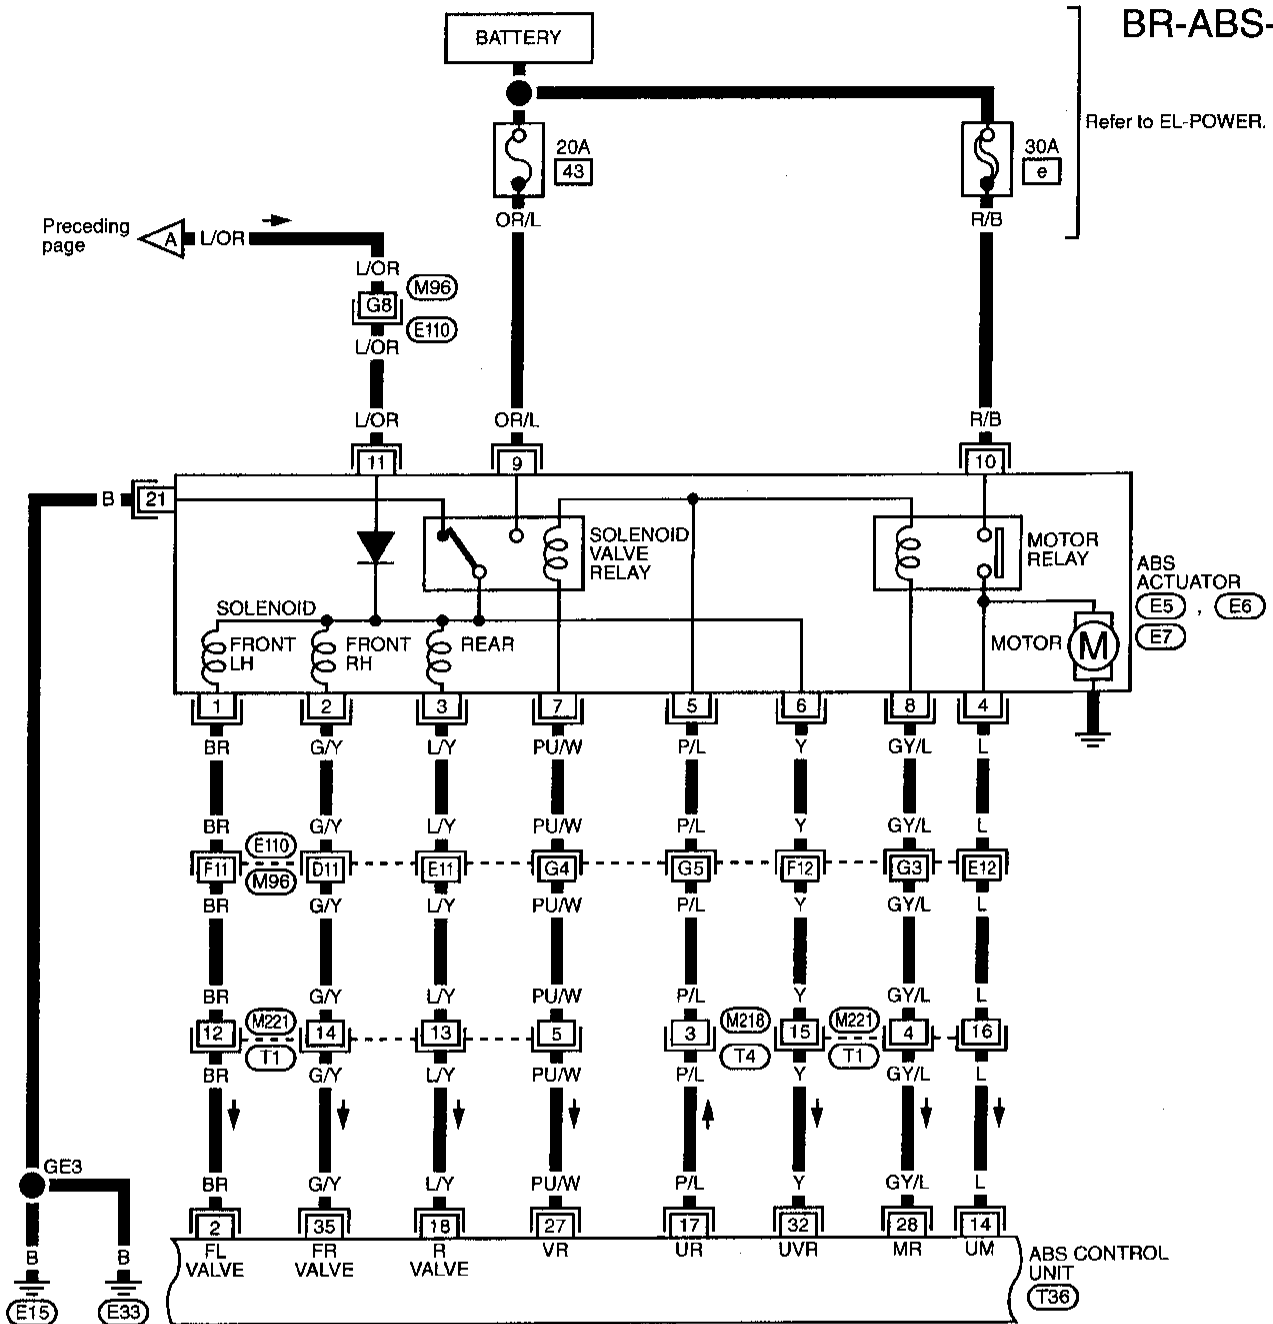 BR-ABS-
BATTERY
Refer to EL-POWER.
20A
43
30A
e
OR/L
R/B
Preceding
page
A
L/OR
L/OR
M96
G8
E110
L/OR
L/OR
OR/L
R/B
11
9
10
B
21
SOLENOID
VALVE
RELAY
MOTOR
RELAY
ABS
ACTUATOR
E5 , E6
E7
SOLENOID
FRONT
LH
FRONT
RH
REAR
MOTOR
M
1 2 3 7 5 6 8 4
BR G/Y L/Y PU/W P/L Y GY/L L
BR G/Y L/Y PU/W P/L Y GY/L L
E110
F11 D11 E11 G4 G5 F12 G3 E12
M96
BR G/Y L/Y PU/W P/L Y GY/L L
BR G/Y L/Y PU/W P/L Y GY/L L
M221 M218 M221
12 14 13 5 3 15 4 16
T1 T4 T1
BR G/Y L/Y PU/W P/L Y GY/L L
GE3
BR G/Y L/Y PU/W P/L Y GY/L L
2 35 18 27 17 32 28 14
FL
VALVE
FR
VALVE
R
VALVE
VR
UR
UVR
MR
UM
ABS CONTROL
UNIT
T36
B
B
E15
E33